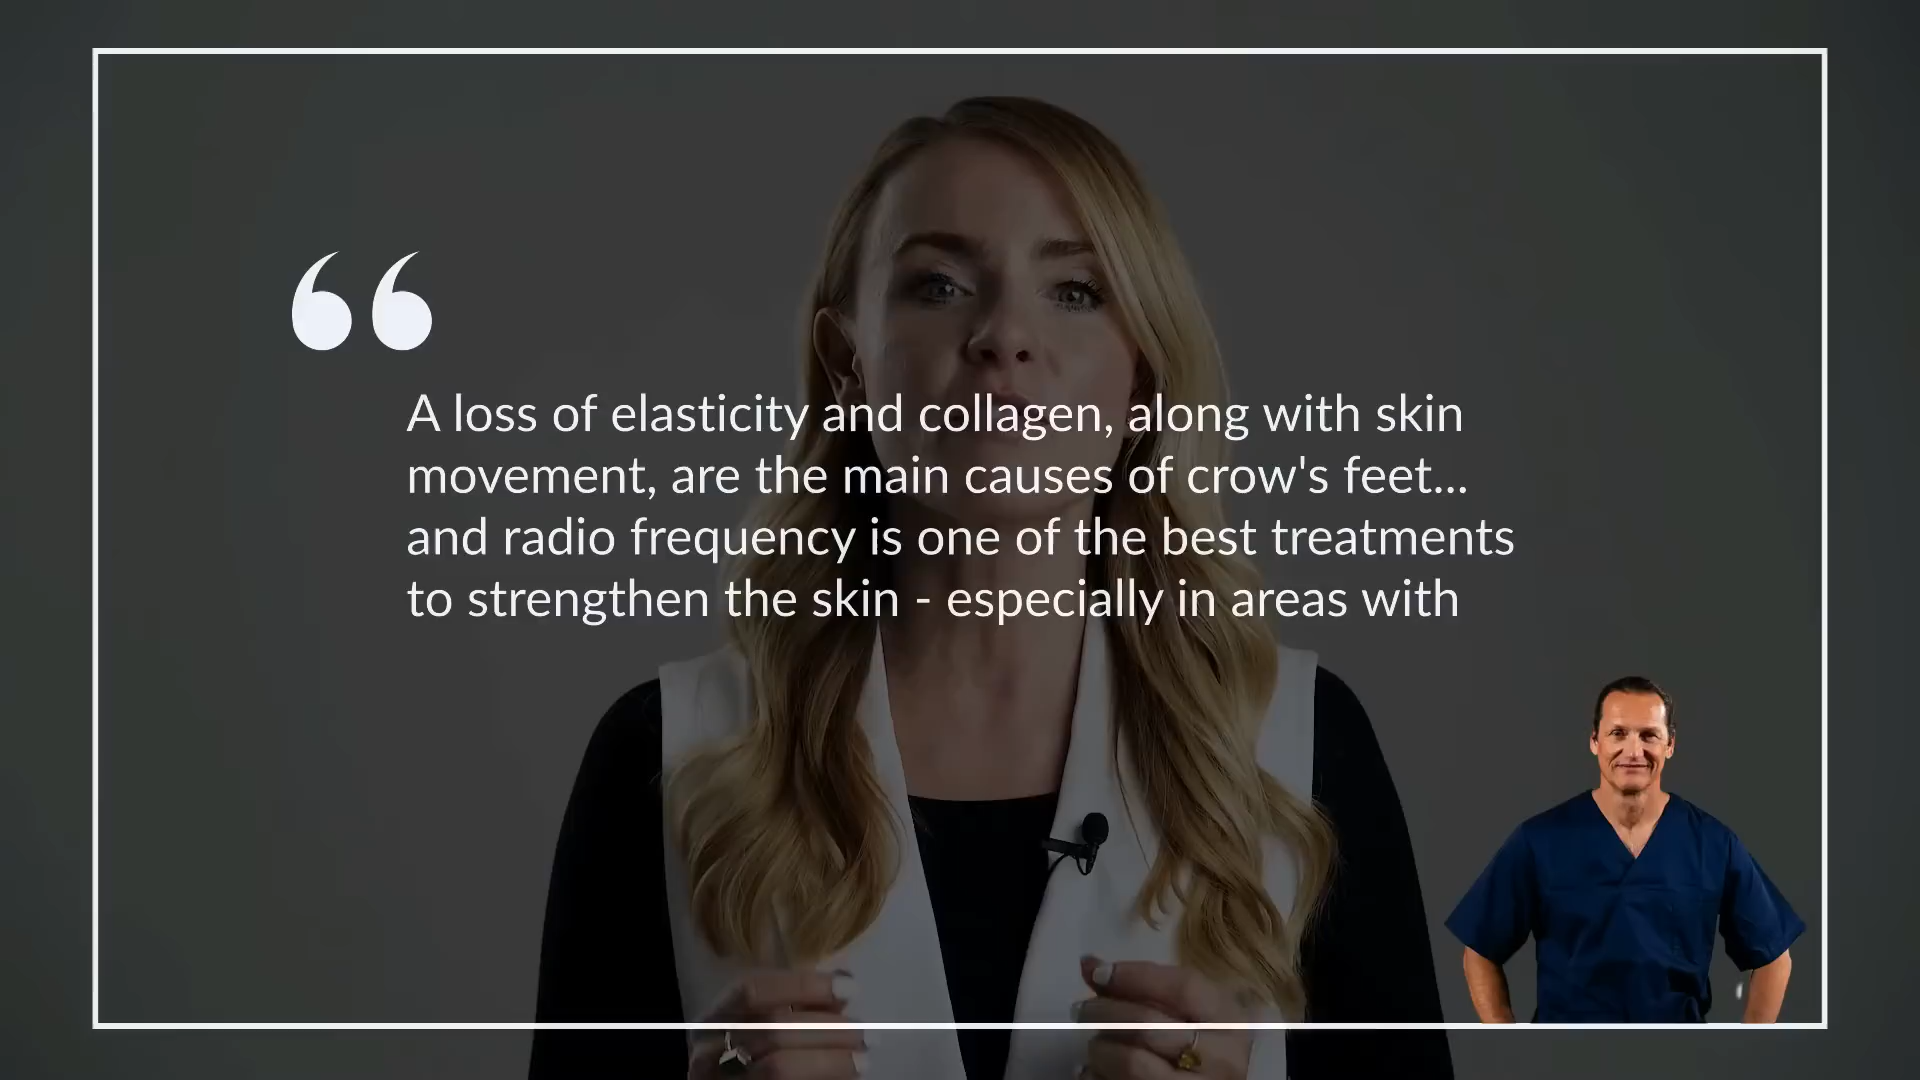 “
A loss of elasticity and collagen, along with skin
movement, are the main causes of crow's feet...
and radio frequency is one of the best treatments
to strengthen the skin - especially in areas with